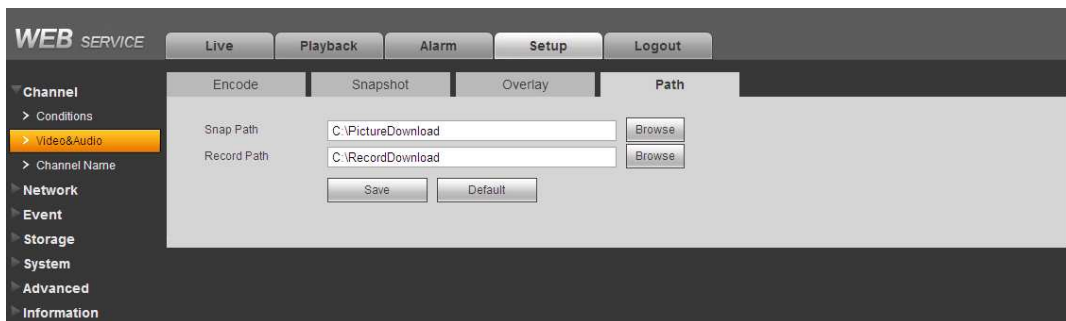 WEB SERVICE
Live Playback Alarm Setup Logout
Encode Snapshot Overlay Path
Channel
> Conditions
> Video&Audio
> Channel Name
Network
Event
Storage
System
Advanced
Information
Snap Path C:\PictureDownload Browse
Record Path C:\RecordDownload Browse
Save Default